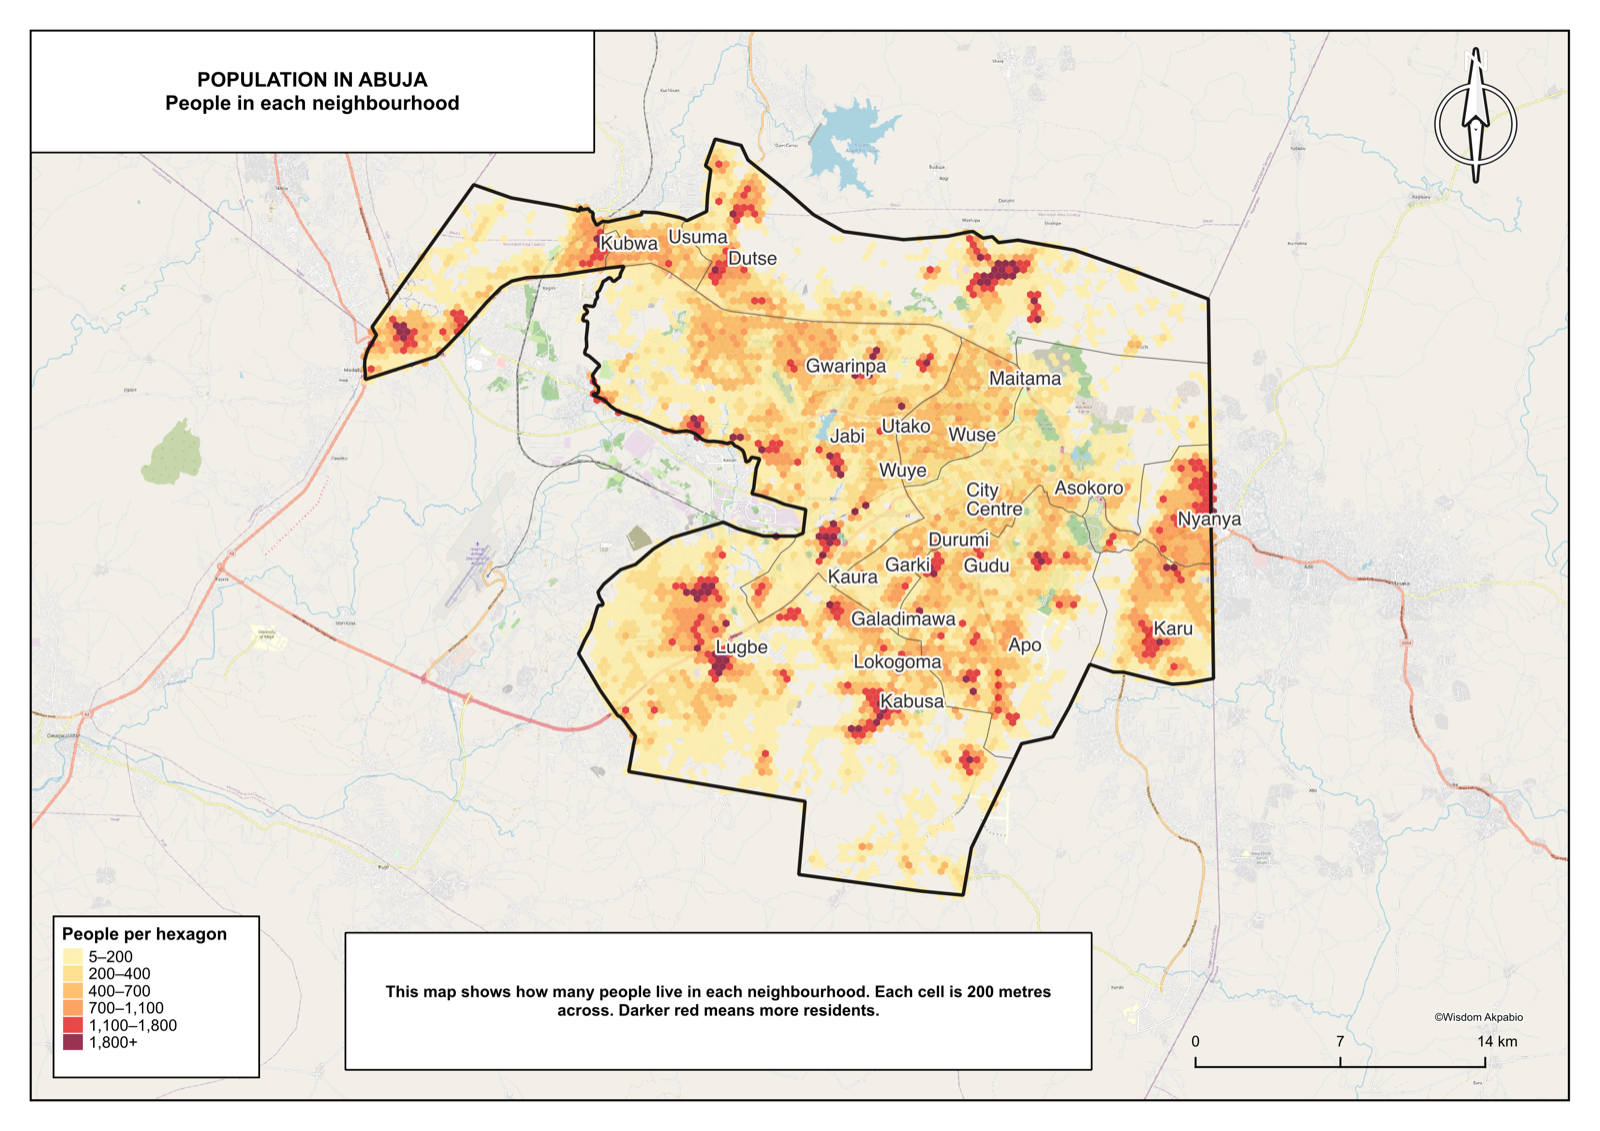 POPULATION IN ABUJA
People in each neighbourhood
N
Kubwa
Usuma
Dutse
Gwarinpa
Maitama
Utako
Jabi
Wuse
Wuye
City
Centre
Asokoro
Nyanya
Durumi
Garki
Gudu
Kaura
Galadimawa
Karu
Lugbe
Apo
Lokogoma
Kabusa
People per hexagon
5–200
200–400
400–700
700–1,100
1,100–1,800
1,800+
This map shows how many people live in each neighbourhood. Each cell is 200 metres
across. Darker red means more residents.
©Wisdom Akpabio
0 7 14 km